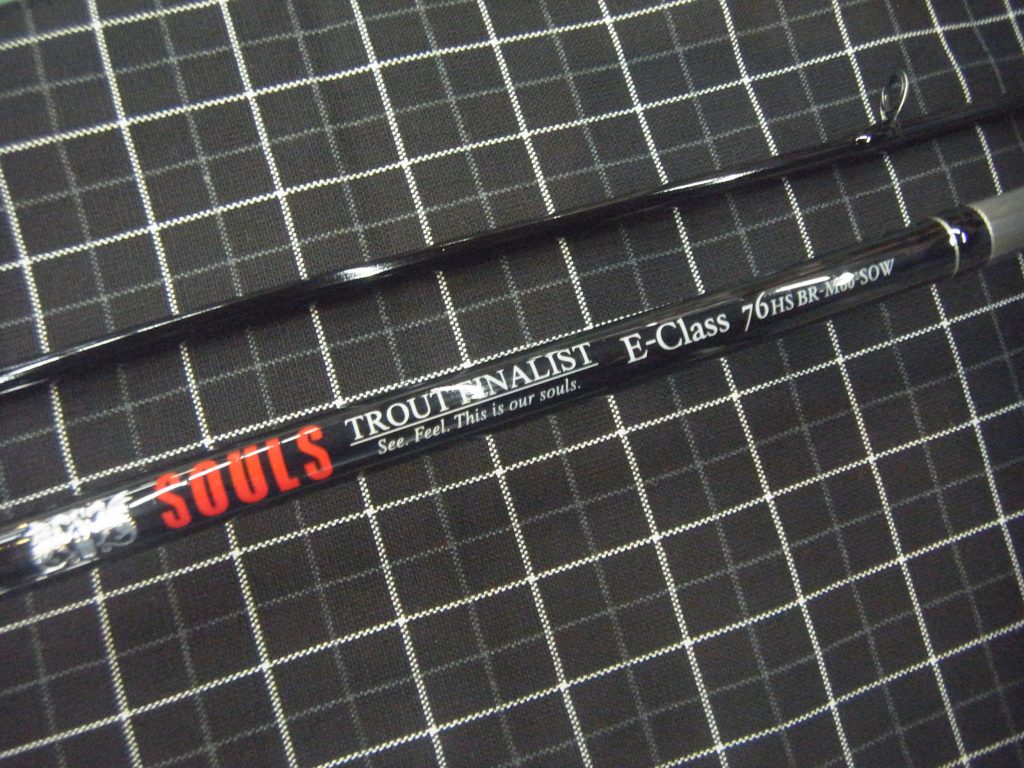 SOULS
TROUT FINALIST
See. Feel. This is our souls.
E-Class 76HS BR-M60-SOW